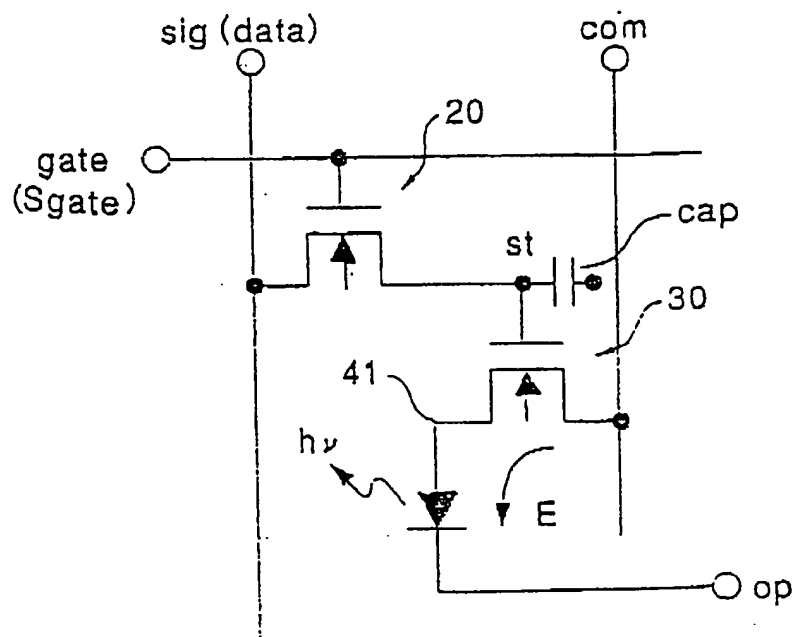 sig (data)
com
20
gate
(Sgate)
cap
st
30
41
hν
E
op